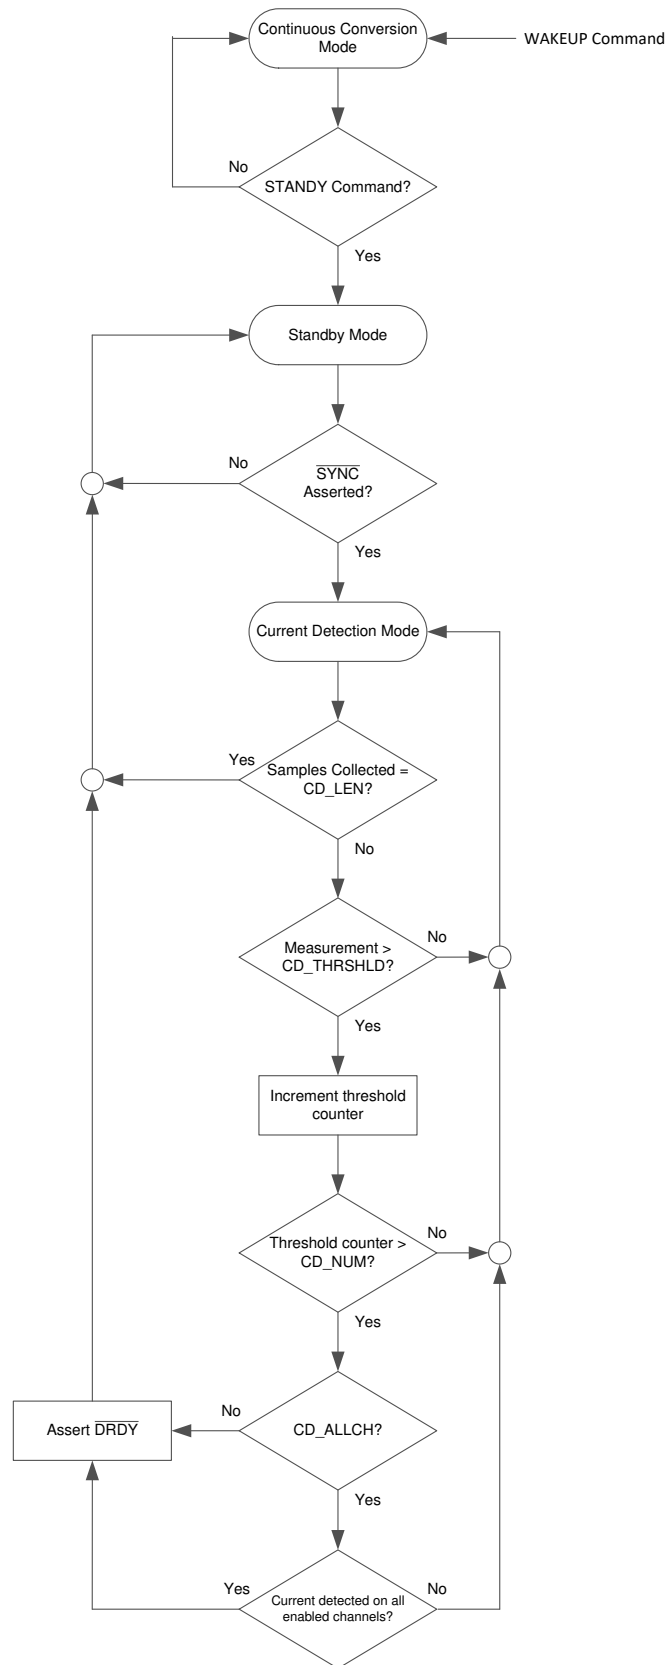 Continuous Conversion
Mode
WAKEUP Command
No
STANDY Command?
Yes
Standby Mode
No
SYNC
Asserted?
Yes
Current Detection Mode
Yes
Samples Collected =
CD_LEN?
No
Measurement >
CD_THRSHLD?
No
Yes
Increment threshold
counter
Threshold counter >
CD_NUM?
No
Yes
Assert DRDY
No
CD_ALLCH?
Yes
Yes
Current detected on all
enabled channels?
No